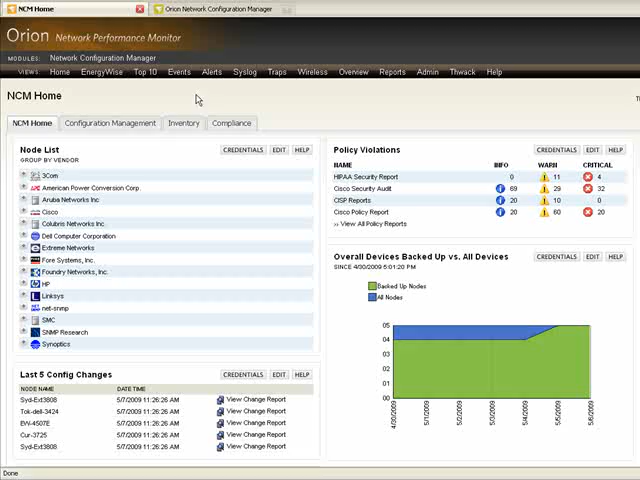 NCM Home
Orion Network Configuration Manager
Orion Network Performance Monitor
MODULES: Network Configuration Manager
VIEWS: Home EnergyWise Top 10 Events Alerts Syslog Traps Wireless Overview Reports Admin Thwack Help
NCM Home
NCM Home Configuration Management Inventory Compliance
Node List CREDENTIALS EDIT HELP
GROUP BY VENDOR
3Com
American Power Conversion Corp.
Aruba Networks Inc
Cisco
Colubris Networks Inc.
Dell Computer Corporation
Extreme Networks
Fore Systems, Inc.
Foundry Networks, Inc.
HP
Linksys
net-snmp
SMC
SNMP Research
Synoptics
Last 5 Config Changes CREDENTIALS EDIT HELP
NODE NAME DATE TIME
Syd-Ext3808 5/7/2009 11:26:26 AM View Change Report
Tok-dell-3424 5/7/2009 11:26:26 AM View Change Report
BW-4507E 5/7/2009 11:26:26 AM View Change Report
Cur-3725 5/7/2009 11:26:26 AM View Change Report
Syd-Ext3808 5/7/2009 11:26:26 AM View Change Report
Policy Violations CREDENTIALS EDIT HELP
NAME INFO WARN CRITICAL
HIPAA Security Report 0 11 4
Cisco Security Audit 69 29 32
CISP Reports 20 10 0
Cisco Policy Report 20 60 20
>> View All Policy Reports
Overall Devices Backed Up vs. All Devices CREDENTIALS EDIT HELP
SINCE 4/30/2009 5:01:20 PM
Backed Up Nodes
All Nodes
05
04
03
02
01
00
4/30/2009 5/1/2009 5/2/2009 5/3/2009 5/4/2009 5/5/2009 5/6/2009
Done